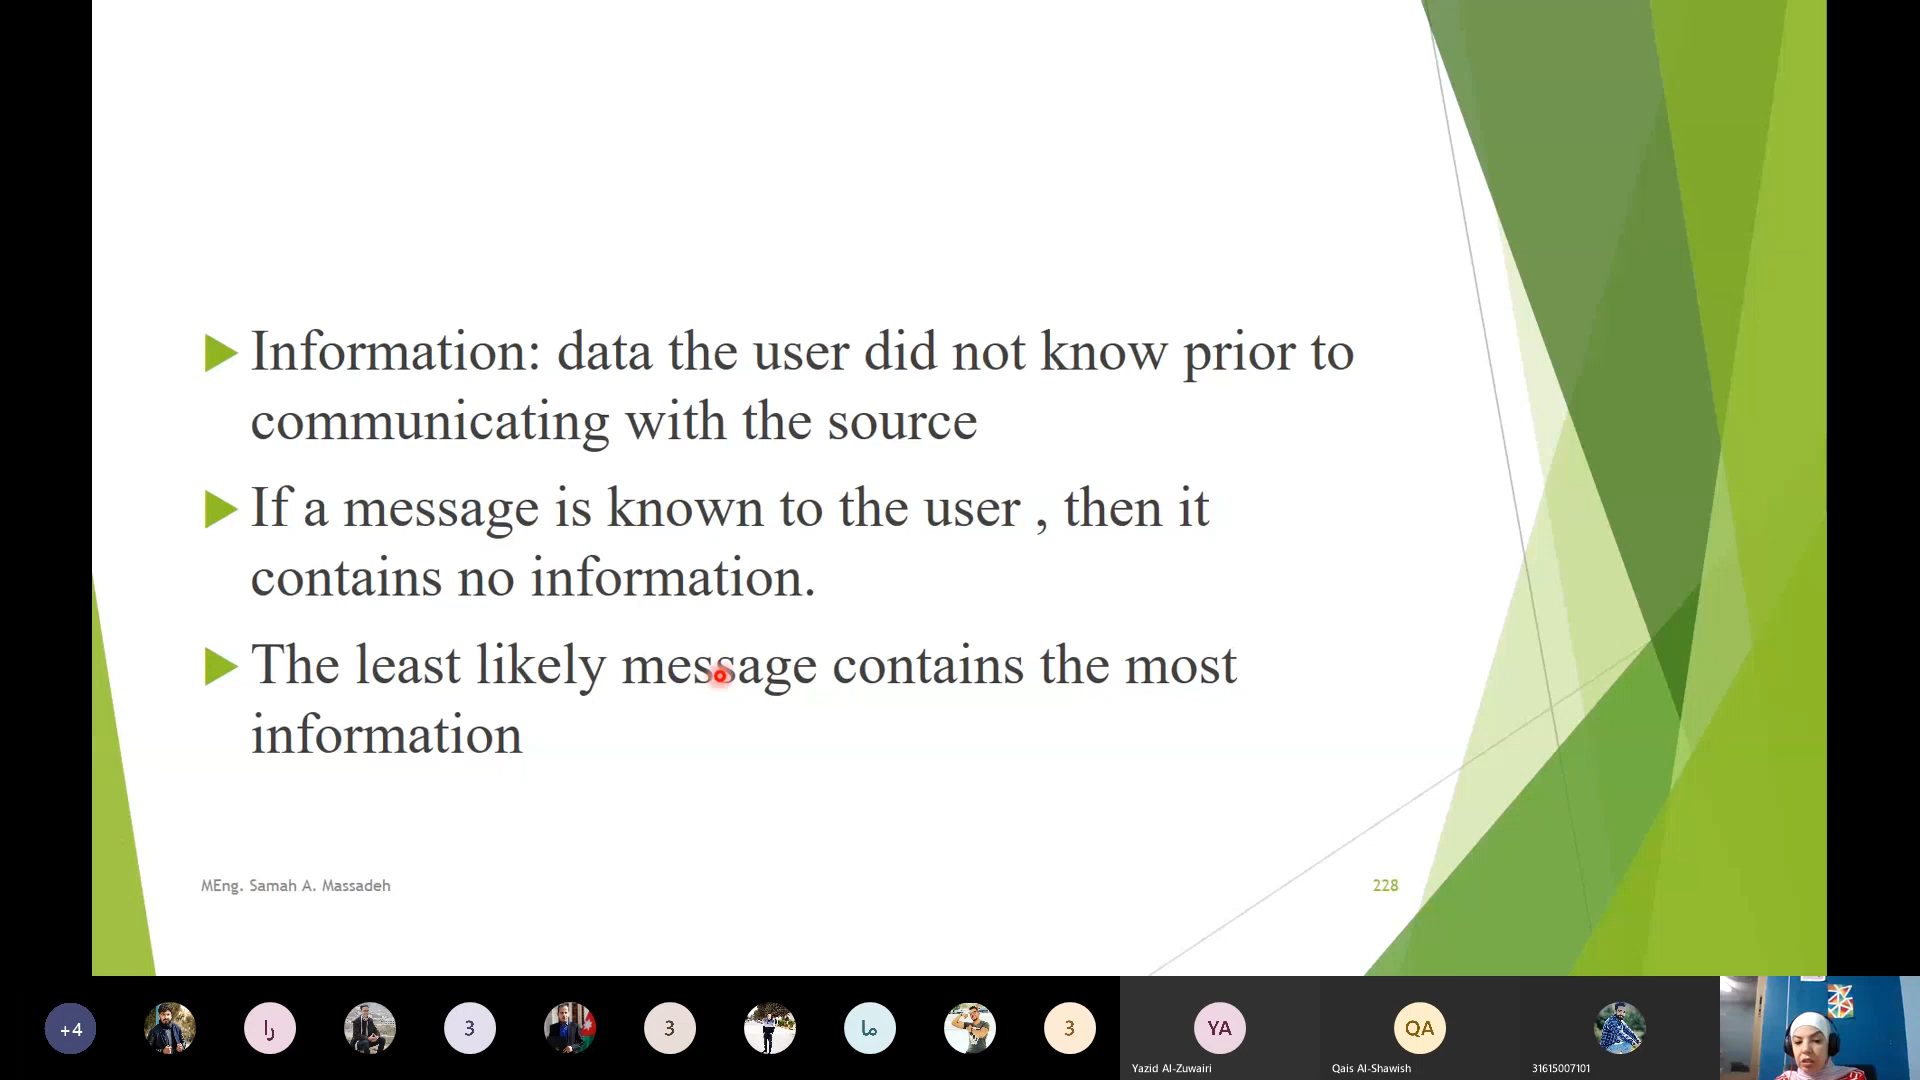 Information: data the user did not know prior to
communicating with the source
If a message is known to the user , then it
contains no information.
The least likely message contains the most
information
MEng. Samah A. Massadeh
228
+4
را
3
3
ما
3
YA
QA
Yazid Al-Zuwairi
Qais Al-Shawish
31615007101